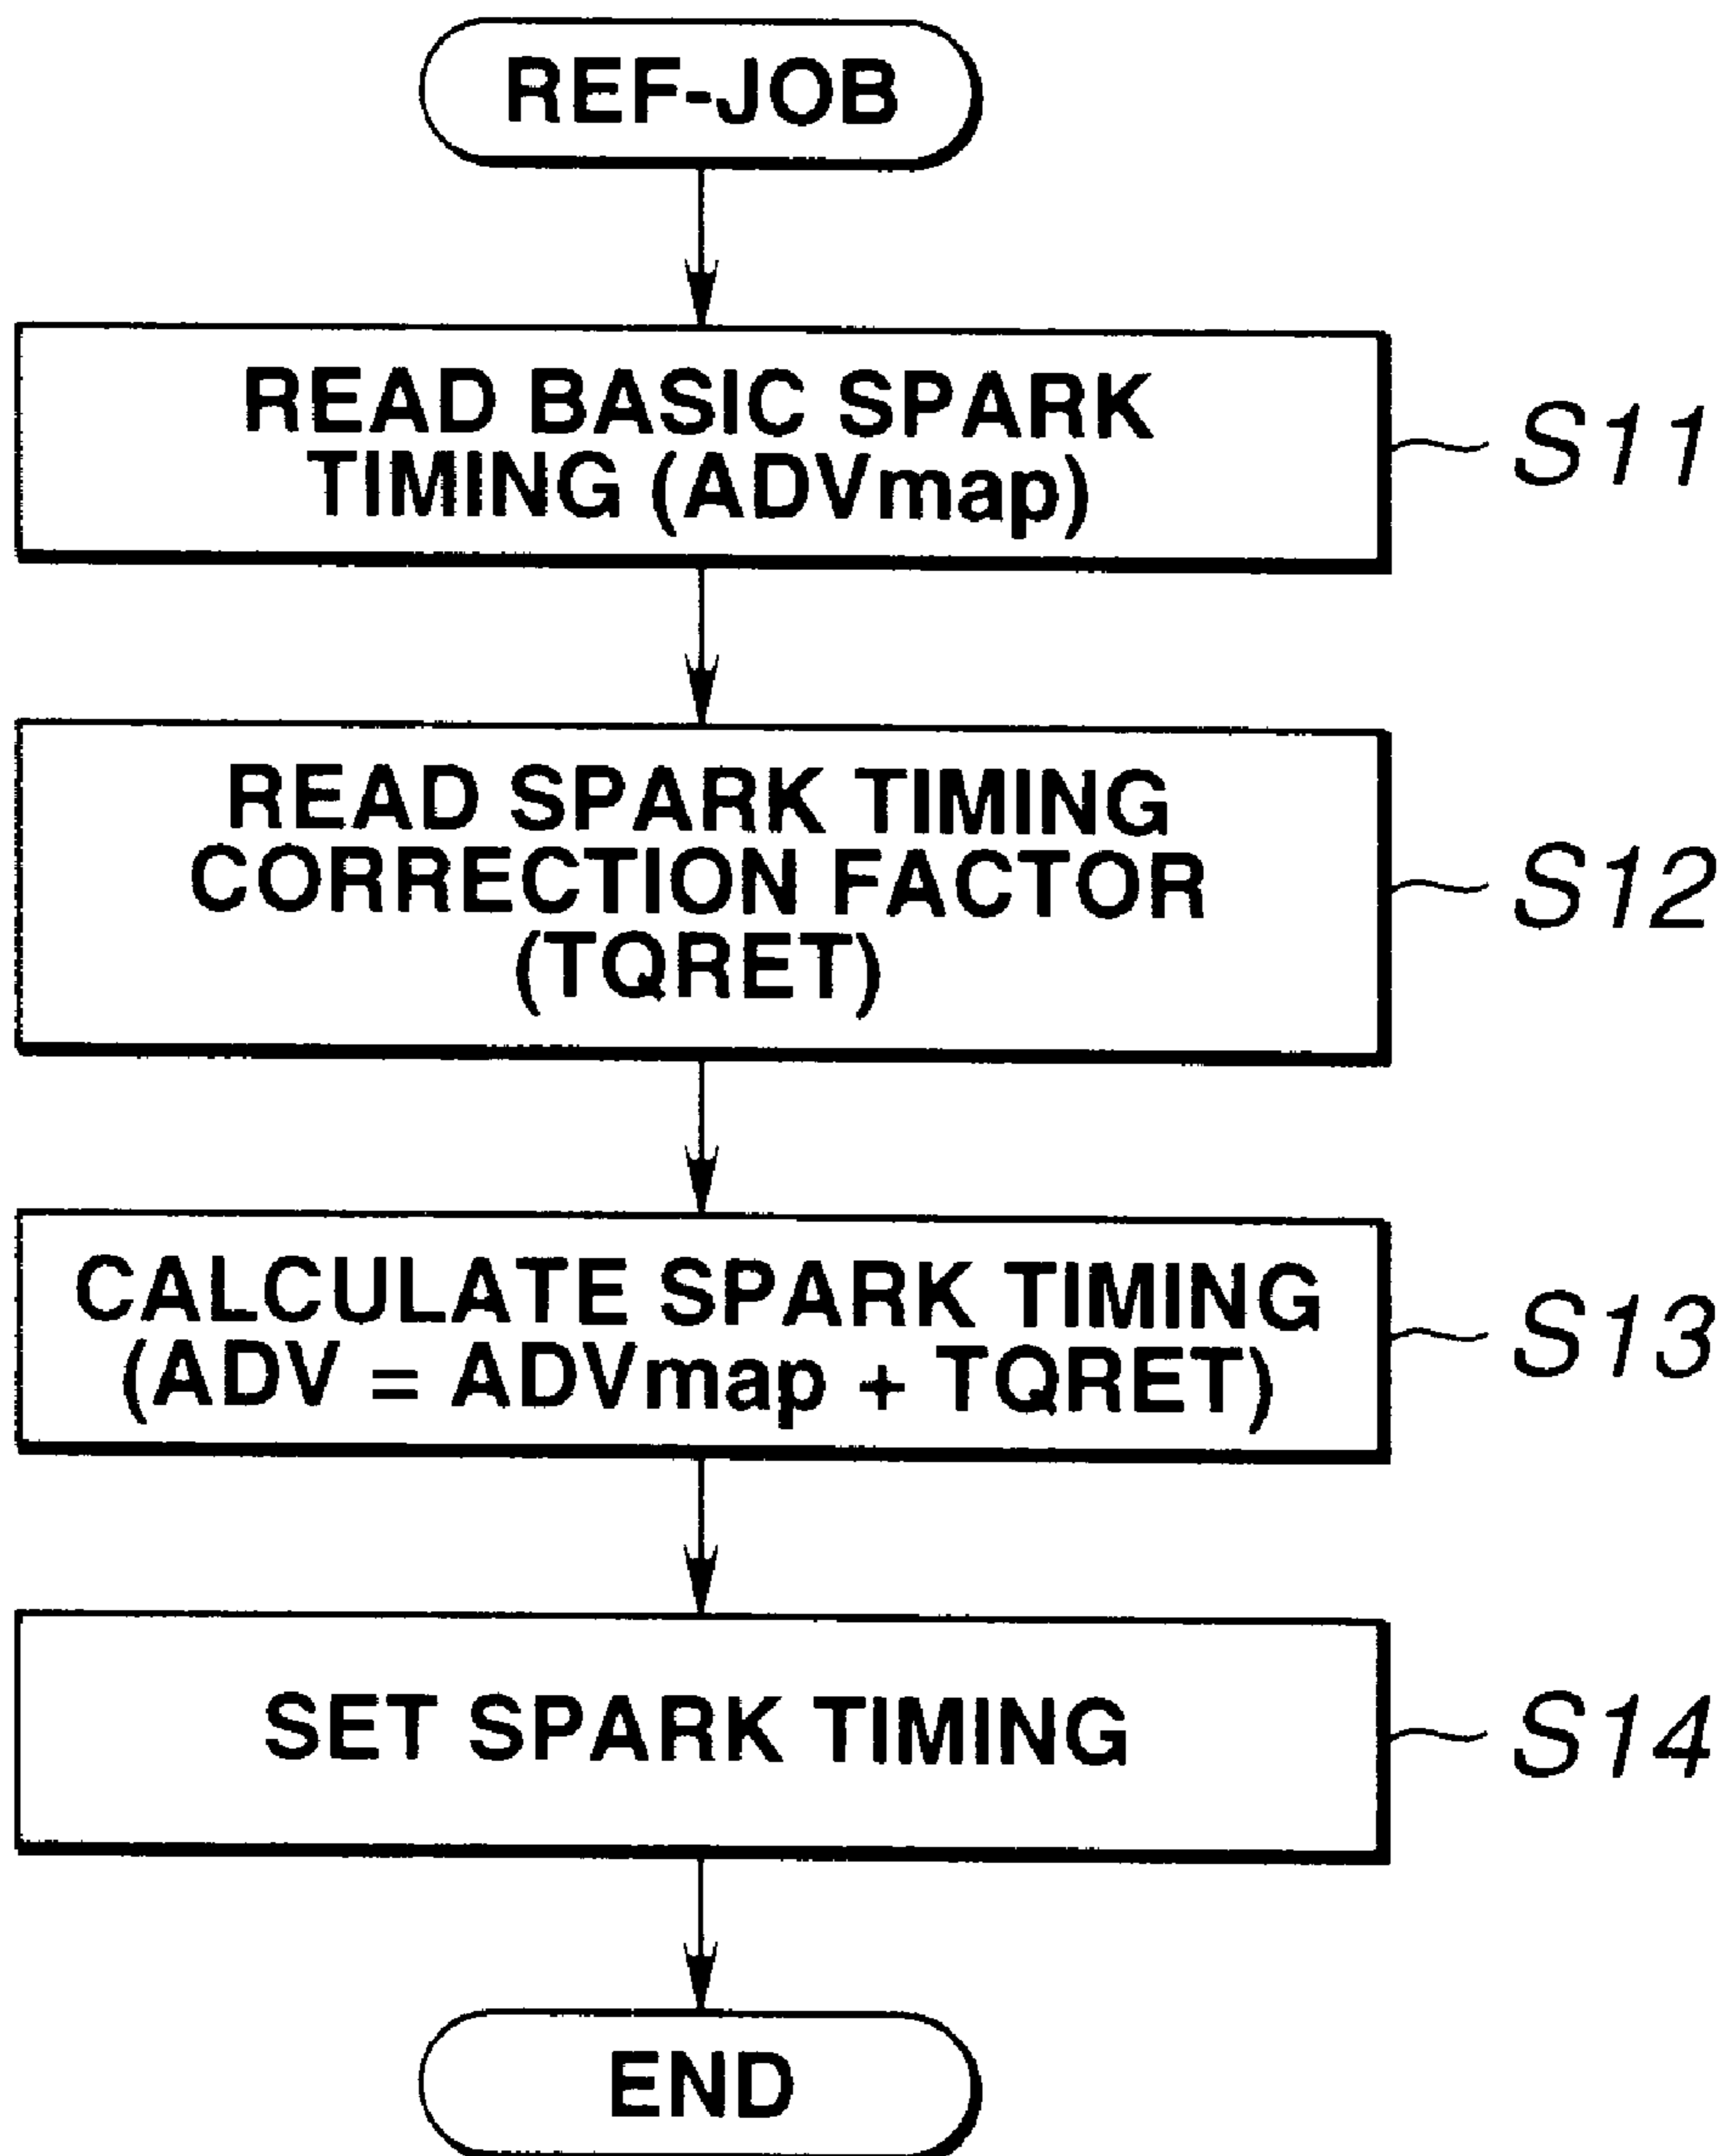 REF-JOB
READ BASIC SPARK
TIMING (ADVmap)
S11
READ SPARK TIMING
CORRECTION FACTOR
(TQRET)
S12
CALCULATE SPARK TIMING
(ADV = ADVmap + TQRET)
S13
SET SPARK TIMING
S14
END